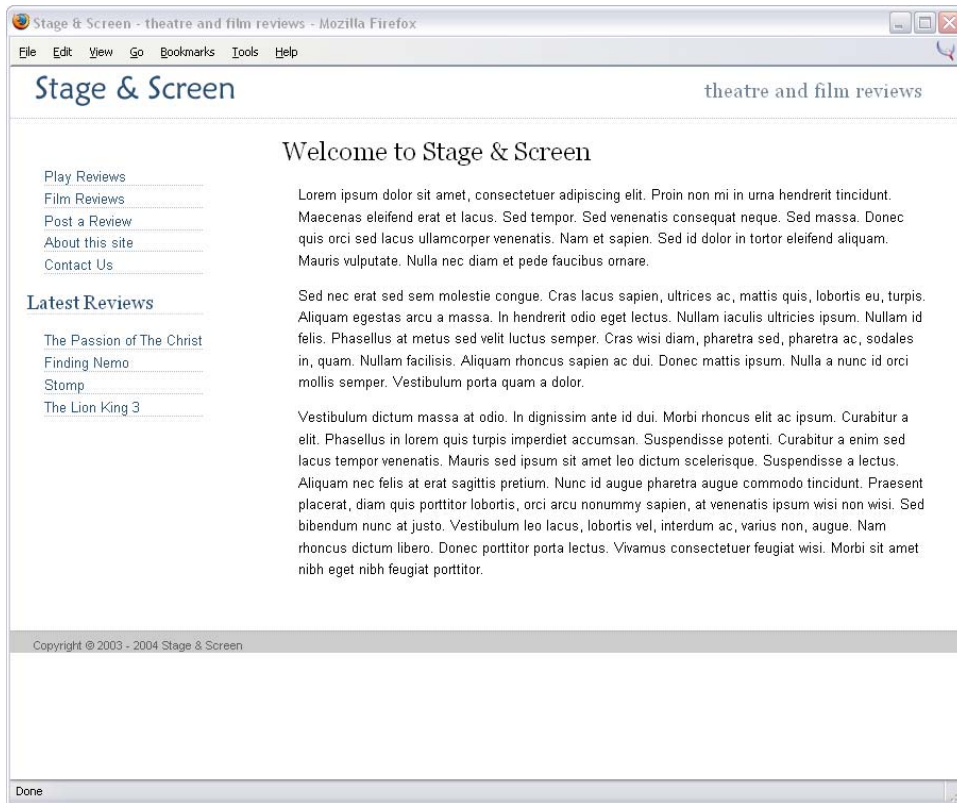 Stage & Screen - theatre and film reviews - Mozilla Firefox
File Edit View Go Bookmarks Tools Help
Stage & Screen
theatre and film reviews
Play Reviews
Film Reviews
Post a Review
About this site
Contact Us
Latest Reviews
The Passion of The Christ
Finding Nemo
Stomp
The Lion King 3
Welcome to Stage & Screen
Lorem ipsum dolor sit amet, consectetuer adipiscing elit. Proin non mi in urna hendrerit tincidunt.
Maecenas eleifend erat et lacus. Sed tempor. Sed venenatis consequat neque. Sed massa. Donec
quis orci sed lacus ullamcorper venenatis. Nam et sapien. Sed id dolor in tortor eleifend aliquam.
Mauris vulputate. Nulla nec diam et pede faucibus ornare.
Sed nec erat sed sem molestie congue. Cras lacus sapien, ultrices ac, mattis quis, lobortis eu, turpis.
Aliquam egestas arcu a massa. In hendrerit odio eget lectus. Nullam iaculis ultricies ipsum. Nullam id
felis. Phasellus at metus sed velit luctus semper. Cras wisi diam, pharetra sed, pharetra ac, sodales
in, quam. Nullam facilisis. Aliquam rhoncus sapien ac dui. Donec mattis ipsum. Nulla a nunc id orci
mollis semper. Vestibulum porta quam a dolor.
Vestibulum dictum massa at odio. In dignissim ante id dui. Morbi rhoncus elit ac ipsum. Curabitur a
elit. Phasellus in lorem quis turpis imperdiet accumsan. Suspendisse potenti. Curabitur a enim sed
lacus tempor venenatis. Mauris sed ipsum sit amet leo dictum scelerisque. Suspendisse a lectus.
Aliquam nec felis at erat sagittis pretium. Nunc id augue pharetra augue commodo tincidunt. Praesent
placerat, diam quis porttitor lobortis, orci arcu nonummy sapien, at venenatis ipsum wisi non wisi. Sed
bibendum nunc at justo. Vestibulum leo lacus, lobortis vel, interdum ac, varius non, augue. Nam
rhoncus dictum libero. Donec porttitor porta lectus. Vivamus consectetuer feugiat wisi. Morbi sit amet
nibh eget nibh feugiat porttitor.
Copyright © 2003 - 2004 Stage & Screen
Done